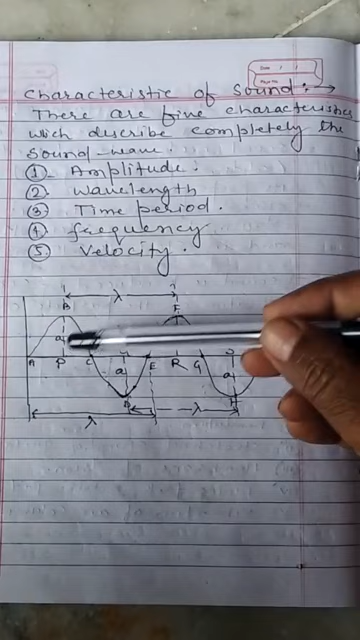 Characteristic of Sound:→
There are five characteristics
wich describe completely the
Sound-wave.
① Amplitude.
② Wavelength
③ Time period.
④ frequency
⑤ Velocity.
λ
B F
a
A P C E R G
a a
D H
λ λ